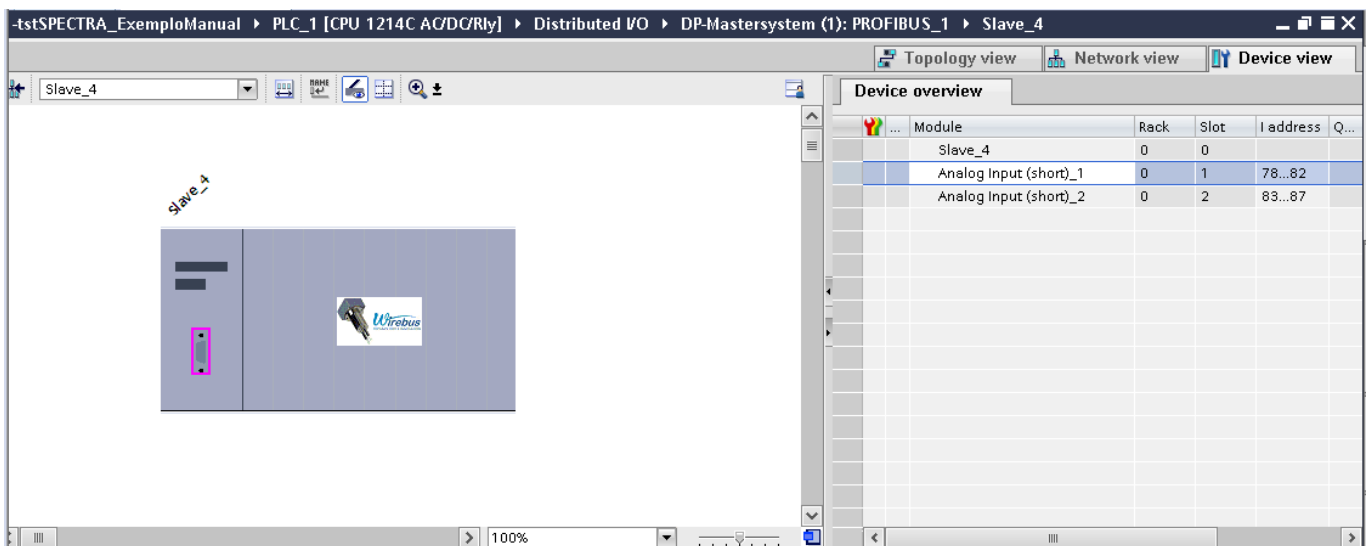 -tstSPECTRA_ExemploManual ▸ PLC_1 [CPU 1214C AC/DC/Rly] ▸ Distributed I/O ▸ DP-Mastersystem (1): PROFIBUS_1 ▸ Slave_4
Topology view Network view Device view
Slave_4
Device overview
... Module Rack Slot I address Q...
Slave_4 0 0
Analog Input (short)_1 0 1 78...82
Analog Input (short)_2 0 2 83...87
Slave_4
Wirebus
100%